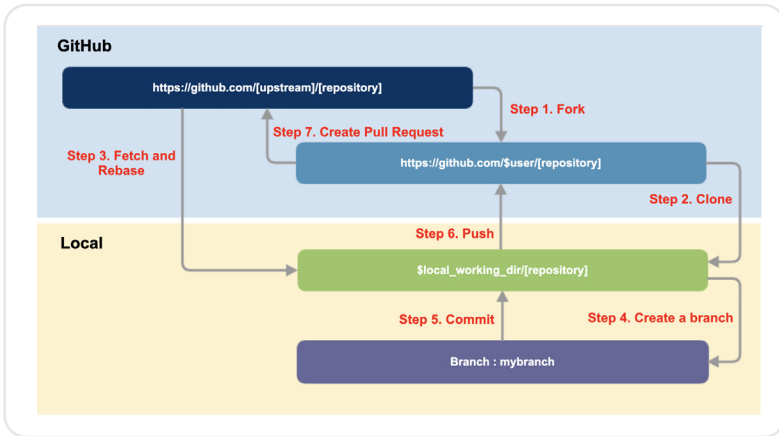 GitHub
https://github.com/[upstream]/[repository]
Step 1. Fork
Step 7. Create Pull Request
Step 3. Fetch and
Rebase
https://github.com/$user/[repository]
Step 2. Clone
Step 6. Push
Local
$local_working_dir/[repository]
Step 5. Commit
Step 4. Create a branch
Branch : mybranch